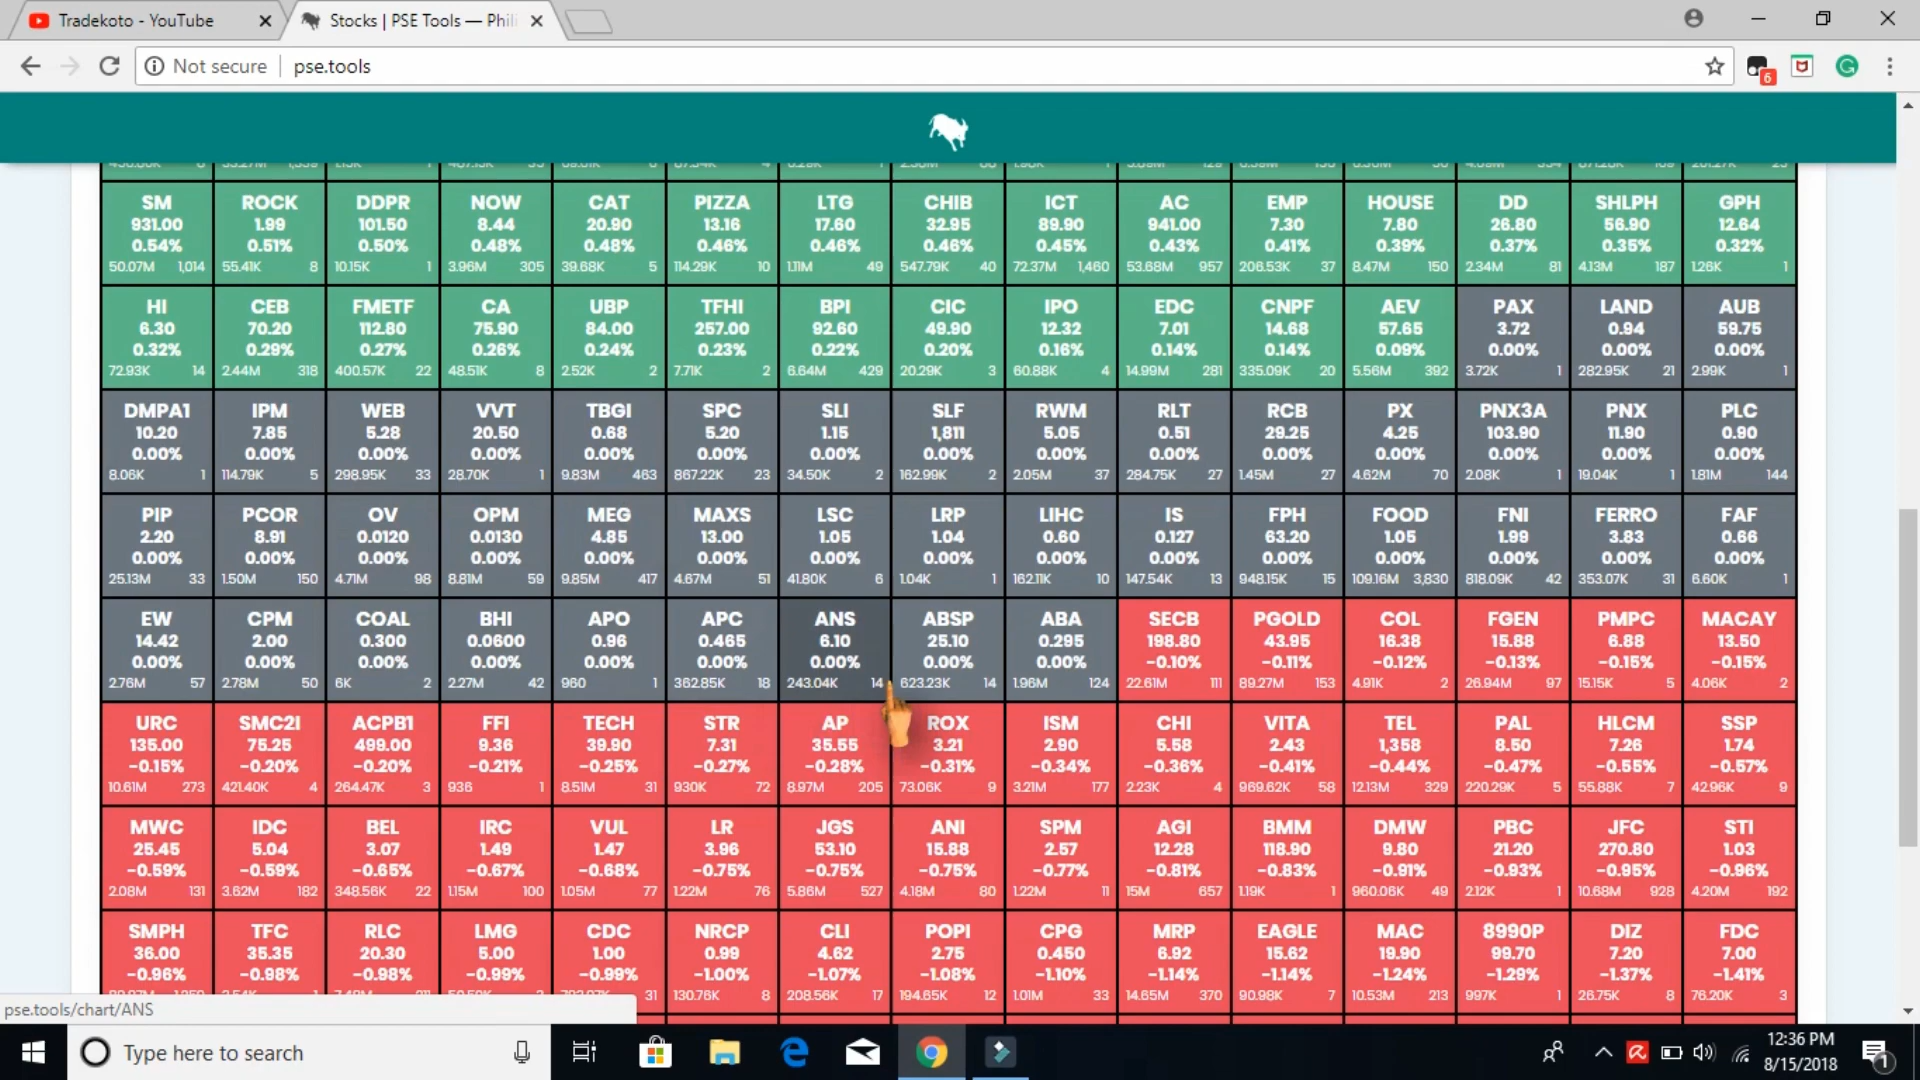 Tradekoto - YouTube
Stocks | PSE Tools — Phili
Not secure
pse.tools
6
SM ROCK DDPR NOW CAT PIZZA LTG CHIB ICT AC EMP HOUSE DD SHLPH GPH
931.00 1.99 101.50 8.44 20.90 13.16 17.60 32.95 89.90 941.00 7.30 7.80 26.80 56.90 12.64
0.54% 0.51% 0.50% 0.48% 0.48% 0.46% 0.46% 0.46% 0.45% 0.43% 0.41% 0.39% 0.37% 0.35% 0.32%
50.07M 1,014 55.41K 8 10.15K 1 3.96M 305 39.68K 5 114.29K 10 1.11M 49 547.79K 40 72.37M 1,460 53.68M 957 206.53K 37 8.47M 150 2.34M 81 4.13M 187 1.26K 1
HI CEB FMETF CA UBP TFHI BPI CIC IPO EDC CNPF AEV PAX LAND AUB
6.30 70.20 112.80 75.90 84.00 257.00 92.60 49.90 12.32 7.01 14.68 57.65 3.72 0.94 59.75
0.32% 0.29% 0.27% 0.26% 0.24% 0.23% 0.22% 0.20% 0.16% 0.14% 0.14% 0.09% 0.00% 0.00% 0.00%
72.93K 14 2.44M 318 400.57K 22 48.51K 8 2.52K 2 7.71K 2 6.64M 429 20.29K 3 60.88K 4 14.99M 281 335.09K 20 5.56M 392 3.72K 1 282.95K 21 2.99K 1
DMPA1 IPM WEB VVT TBGI SPC SLI SLF RWM RLT RCB PX PNX3A PNX PLC
10.20 7.85 5.28 20.50 0.68 5.20 1.15 1,811 5.05 0.51 29.25 4.25 103.90 11.90 0.90
0.00% 0.00% 0.00% 0.00% 0.00% 0.00% 0.00% 0.00% 0.00% 0.00% 0.00% 0.00% 0.00% 0.00% 0.00%
8.06K 1 114.79K 5 298.95K 33 28.70K 1 9.83M 463 867.22K 23 34.50K 2 162.99K 2 2.05M 37 284.75K 27 1.45M 27 4.62M 70 2.08K 1 19.04K 1 1.81M 144
PIP PCOR OV OPM MEG MAXS LSC LRP LIHC IS FPH FOOD FNI FERRO FAF
2.20 8.91 0.0120 0.0130 4.85 13.00 1.05 1.04 0.60 0.127 63.20 1.05 1.99 3.83 0.66
0.00% 0.00% 0.00% 0.00% 0.00% 0.00% 0.00% 0.00% 0.00% 0.00% 0.00% 0.00% 0.00% 0.00% 0.00%
25.13M 33 1.50M 150 4.71M 98 8.81M 59 9.85M 417 4.67M 51 41.80K 6 1.04K 1 162.11K 10 147.54K 13 948.15K 15 109.16M 3,830 818.09K 42 353.07K 31 6.60K 1
EW CPM COAL BHI APO APC ANS ABSP ABA SECB PGOLD COL FGEN PMPC MACAY
14.42 2.00 0.300 0.0600 0.96 0.465 6.10 25.10 0.295 198.80 43.95 16.38 15.88 6.88 13.50
0.00% 0.00% 0.00% 0.00% 0.00% 0.00% 0.00% 0.00% 0.00% -0.10% -0.11% -0.12% -0.13% -0.15% -0.15%
2.76M 57 2.78M 50 6K 2 2.27M 42 960 1 362.85K 18 243.04K 14 623.23K 14 1.96M 124 22.61M 111 89.27M 153 4.91K 2 26.94M 97 15.15K 5 4.06K 2
URC SMC2I ACPB1 FFI TECH STR AP ROX ISM CHI VITA TEL PAL HLCM SSP
135.00 75.25 499.00 9.36 39.90 7.31 35.55 3.21 2.90 5.58 2.43 1,358 8.50 7.26 1.74
-0.15% -0.20% -0.20% -0.21% -0.25% -0.27% -0.28% -0.31% -0.34% -0.36% -0.41% -0.44% -0.47% -0.55% -0.57%
10.61M 273 421.40K 4 264.47K 3 936 1 8.51M 31 930K 72 8.97M 205 73.06K 9 3.21M 177 2.23K 4 969.62K 58 12.13M 329 220.29K 5 55.88K 7 42.96K 9
MWC IDC BEL IRC VUL LR JGS ANI SPM AGI BMM DMW PBC JFC STI
25.45 5.04 3.07 1.49 1.47 3.96 53.10 15.88 2.57 12.28 118.90 9.80 21.20 270.80 1.03
-0.59% -0.59% -0.65% -0.67% -0.68% -0.75% -0.75% -0.75% -0.77% -0.81% -0.83% -0.91% -0.93% -0.95% -0.96%
2.08M 131 3.62M 182 348.56K 22 1.15M 100 1.05M 77 1.22M 76 5.86M 527 4.18M 80 1.22M 11 15M 657 1.19K 1 960.06K 49 2.12K 1 10.68M 928 4.20M 192
SMPH TFC RLC LMG CDC NRCP CLI POPI CPG MRP EAGLE MAC 8990P DIZ FDC
36.00 35.35 20.30 5.00 1.00 0.99 4.62 2.75 0.450 6.92 15.62 19.90 99.70 7.20 7.00
-0.96% -0.98% -0.98% -0.99% -0.99% -1.00% -1.07% -1.08% -1.10% -1.14% -1.14% -1.24% -1.29% -1.37% -1.41%
31 130.76K 8 208.56K 17 194.65K 12 1.01M 33 14.65M 370 90.98K 7 10.53M 213 997K 1 26.75K 8 76.20K 3
pse.tools/chart/ANS
Type here to search
12:36 PM
8/15/2018
1